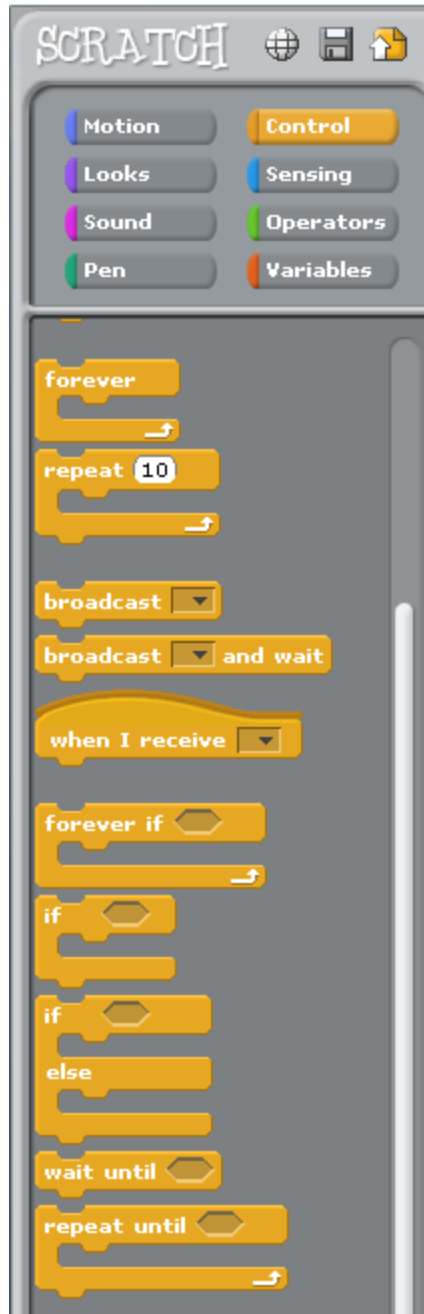 SCRATCH
Motion Control
Looks Sensing
Sound Operators
Pen Variables
forever
repeat 10
broadcast
broadcast and wait
when I receive
forever if
if
if
else
wait until
repeat until